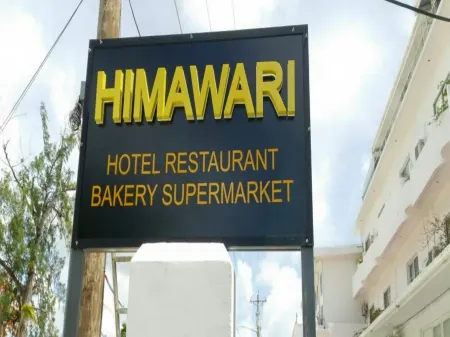 HIMAWARI
HOTEL RESTAURANT
BAKERY SUPERMARKET